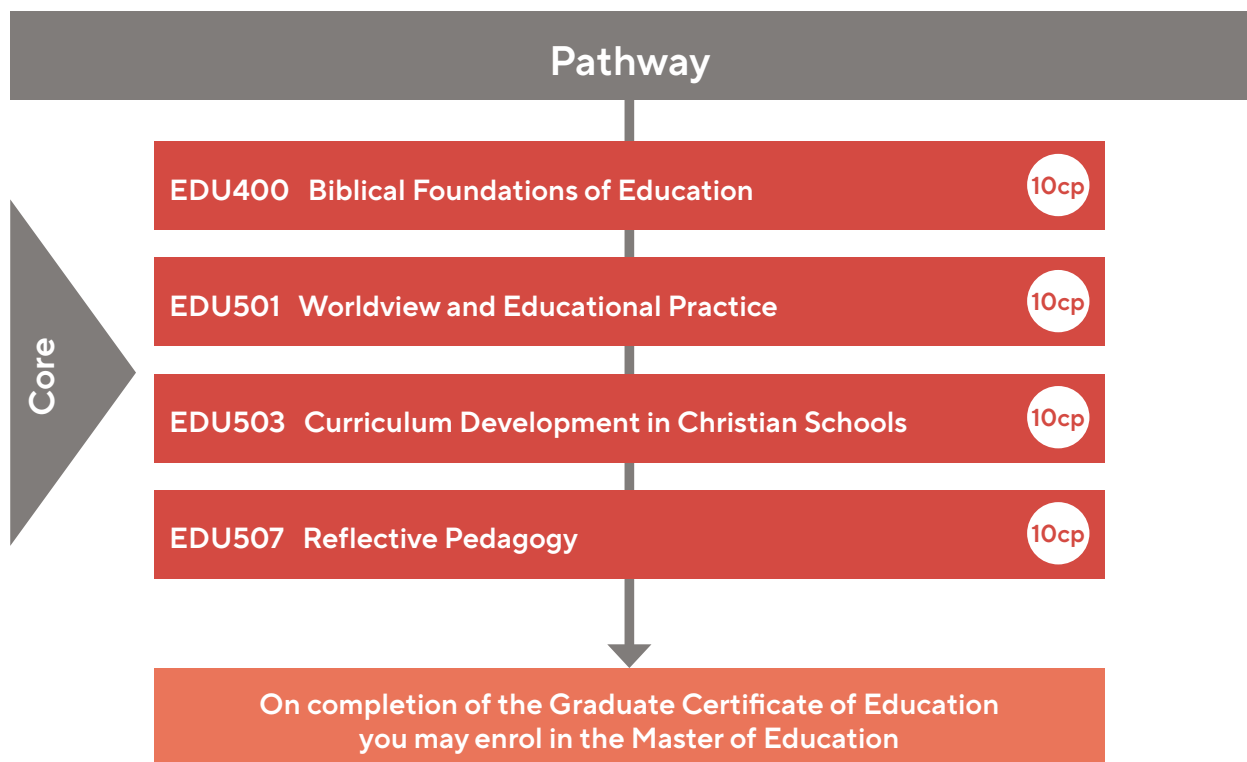 Pathway
EDU400 Biblical Foundations of Education
10cp
EDU501 Worldview and Educational Practice
10cp
Core
EDU503 Curriculum Development in Christian Schools
10cp
EDU507 Reflective Pedagogy
10cp
On completion of the Graduate Certificate of Education
you may enrol in the Master of Education